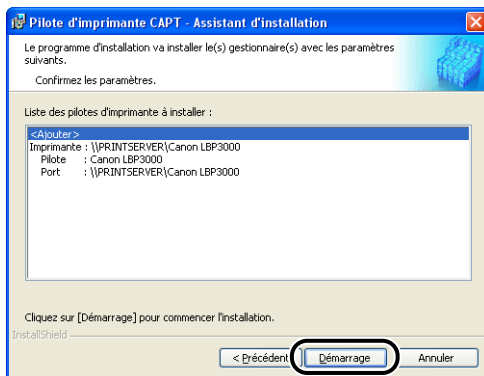 Pilote d'imprimante CAPT - Assistant d'installation
Le programme d'installation va installer le(s) gestionnaire(s) avec les paramètres
suivants.
Confirmez les paramètres.
Liste des pilotes d'imprimante à installer :
<Ajouter>
Imprimante : \\PRINTSERVER\Canon LBP3000
Pilote : Canon LBP3000
Port : \\PRINTSERVER\Canon LBP3000
Cliquez sur [Démarrage] pour commencer l'installation.
InstallShield
< Précédent Démarrage Annuler